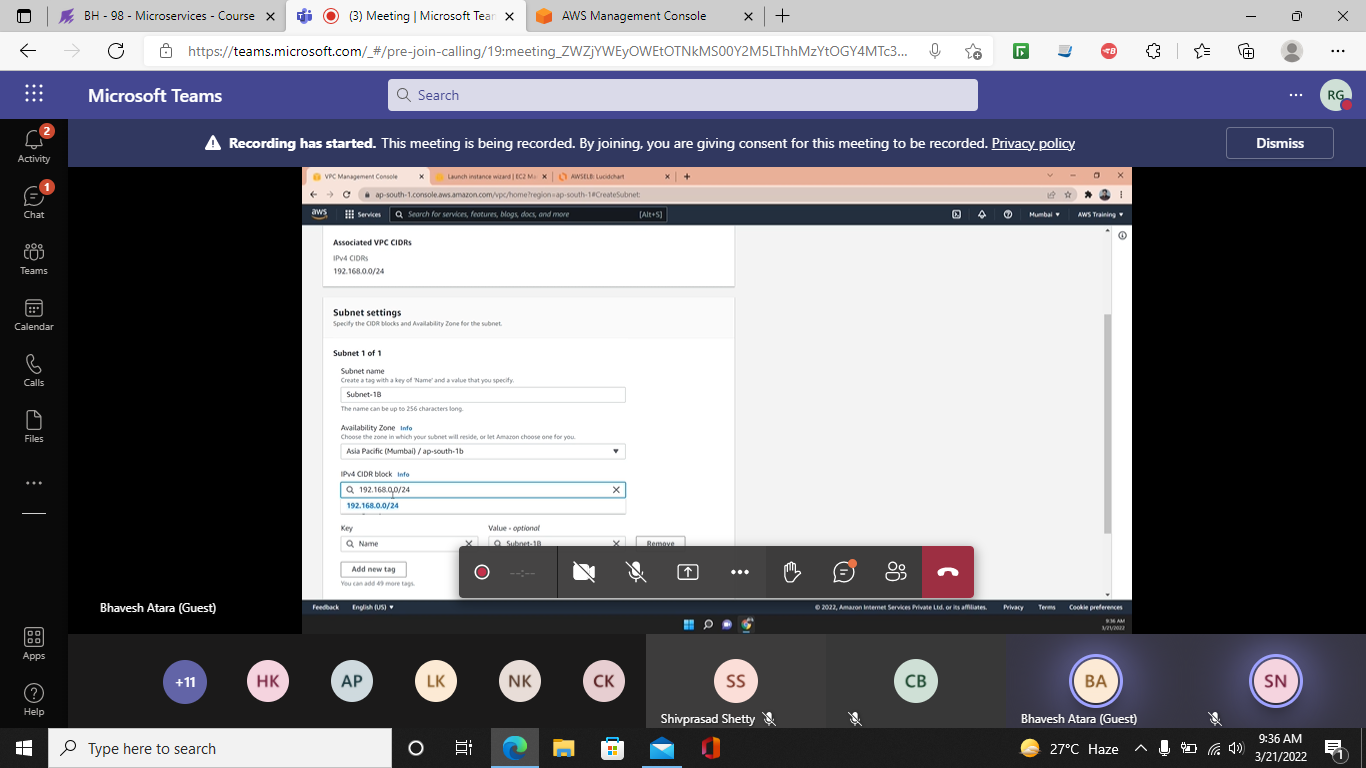 BH - 98 - Microservices - Course
(3) Meeting | Microsoft Tear
AWS Management Console
https://teams.microsoft.com/_#/pre-join-calling/19:meeting_ZWZjYWEyOWEtOTNkMS00Y2M5LThhMzYtOGY4MTc3...
Microsoft Teams
Search
RG
Recording has started. This meeting is being recorded. By joining, you are giving consent for this meeting to be recorded. Privacy policy
Dismiss
2
Activity
1
Chat
Teams
Calendar
Calls
Files
Apps
Help
VPC Management Console
Launch instance wizard | EC2 Ma
AWSELB: Lucidchart
ap-south-1.console.aws.amazon.com/vpc/home?region=ap-south-1#CreateSubnet:
aws
Services
Search for services, features, blogs, docs, and more
[Alt+S]
Mumbai
AWS Training
Associated VPC CIDRs
IPv4 CIDRs
192.168.0.0/24
Subnet settings
Specify the CIDR blocks and Availability Zone for the subnet.
Subnet 1 of 1
Subnet name
Create a tag with a key of 'Name' and a value that you specify.
Subnet-1B
The name can be up to 256 characters long.
Availability Zone Info
Choose the zone in which your subnet will reside, or let Amazon choose one for you.
Asia Pacific (Mumbai) / ap-south-1b
IPv4 CIDR block Info
192.168.0.0/24
192.168.0.0/24
Key
Value - optional
Name
Subnet-1B
Remove
Add new tag
You can add 49 more tags.
--:--
Feedback
English (US)
© 2022, Amazon Internet Services Private Ltd. or its affiliates.
Privacy
Terms
Cookie preferences
9:36 AM
3/21/2022
Bhavesh Atara (Guest)
+11
HK
AP
LK
NK
CK
SS
Shivprasad Shetty
CB
BA
Bhavesh Atara (Guest)
SN
Type here to search
27°C Haze
9:36 AM
3/21/2022
1